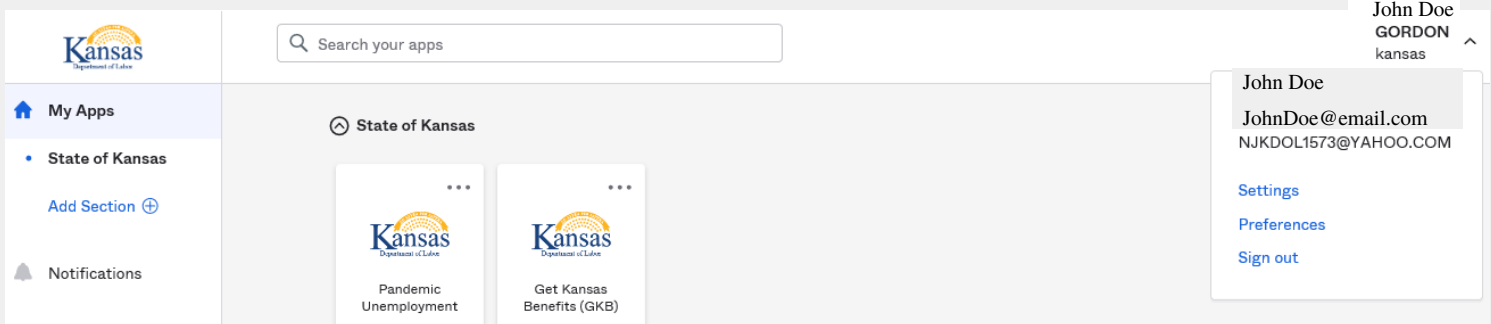 John Doe
GORDON
kansas
Kansas
Department of Labor
Search your apps
My Apps
State of Kansas
Add Section
Notifications
State of Kansas
Kansas
Department of Labor
Pandemic
Unemployment
Kansas
Department of Labor
Get Kansas
Benefits (GKB)
John Doe
JohnDoe@email.com
NJKDOL1573@YAHOO.COM
Settings
Preferences
Sign out